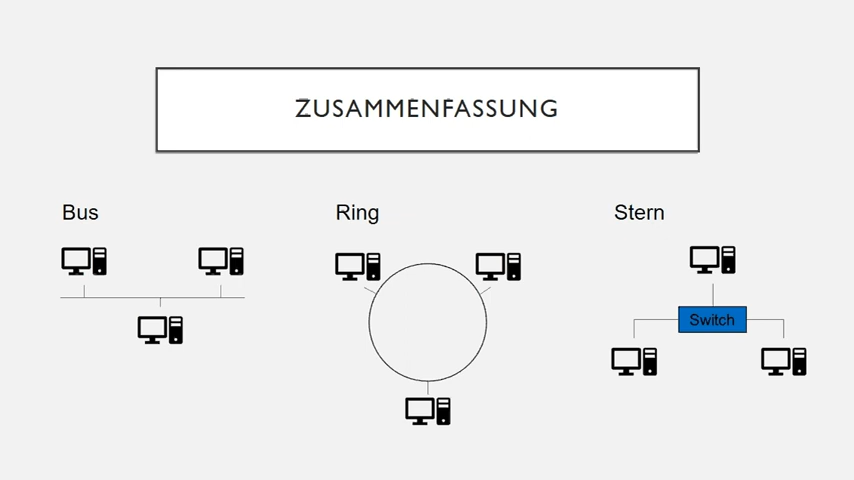 ZUSAMMENFASSUNG
Bus
Ring
Stern
Switch